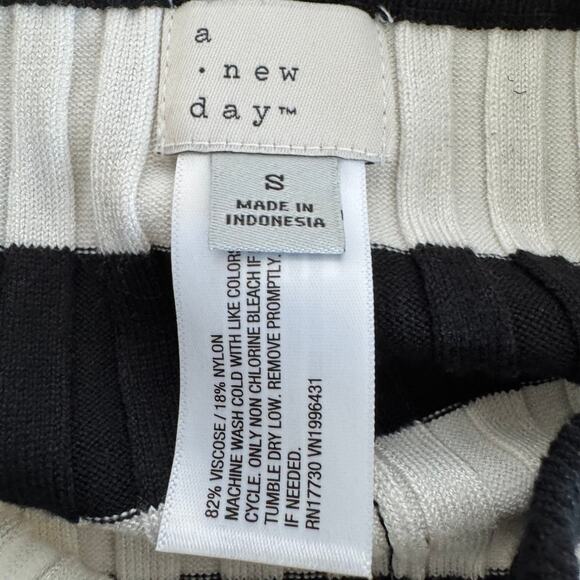 a
· new
day™
S
MADE IN
INDONESIA
82% VISCOSE / 18% NYLON
MACHINE WASH COLD WITH LIKE COLOR
CYCLE. ONLY NON CHLORINE BLEACH IF
TUMBLE DRY LOW. REMOVE PROMPTLY.
IF NEEDED.
RN17730 VN1996431